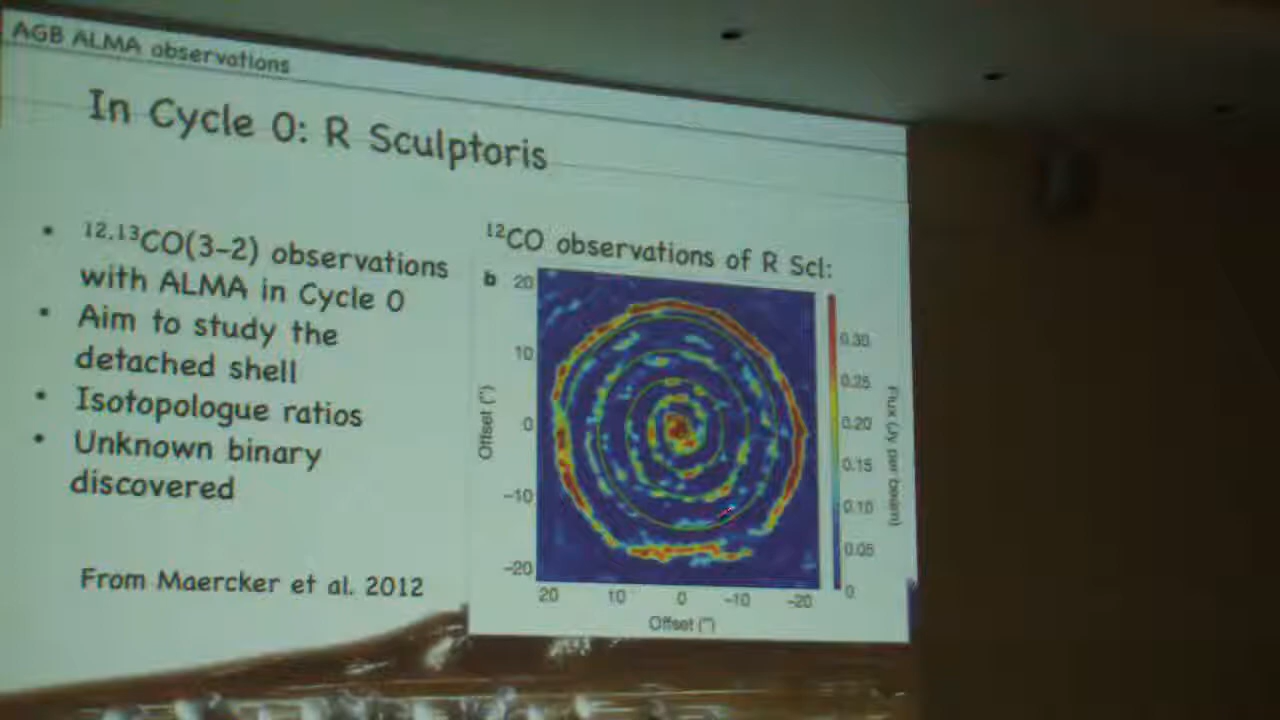 AGB ALMA observations
In Cycle 0: R Sculptoris
• ¹²,¹³CO(3-2) observations
with ALMA in Cycle 0
• Aim to study the
detached shell
• Isotopologue ratios
• Unknown binary
discovered
From Maercker et al. 2012
¹²CO observations of R Scl:
b
20
10
0
-10
-20
Offset (")
20 10 0 -10 -20
Offset (")
0.30
0.25
0.20
0.15
0.10
0.05
0
Flux (Jy per beam)